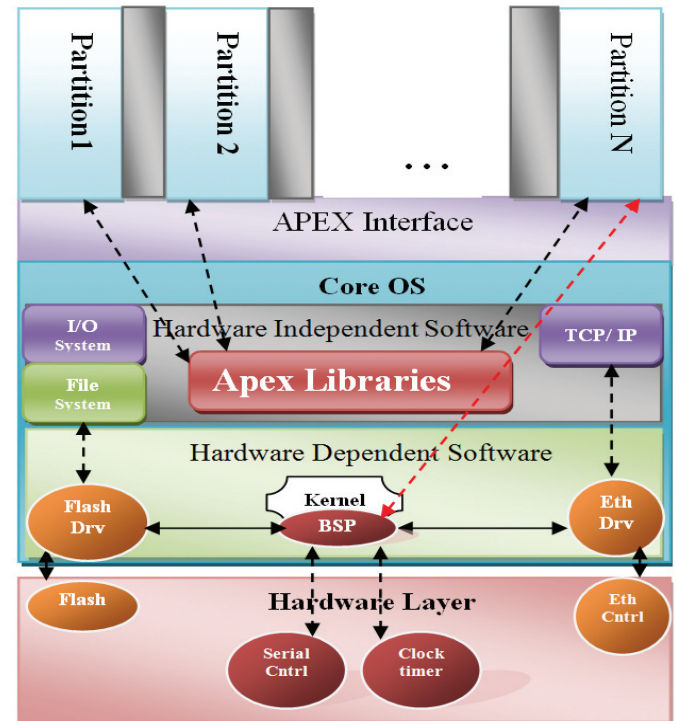 Partition1
Partition 2
...
Partition N
APEX Interface
Core OS
I/O
System
Hardware Independent Software
TCP/ IP
File
System
Apex Libraries
Hardware Dependent Software
Flash
Drv
Kernel
BSP
Eth
Drv
Flash
Hardware Layer
Eth
Cntrl
Serial
Cntrl
Clock
timer